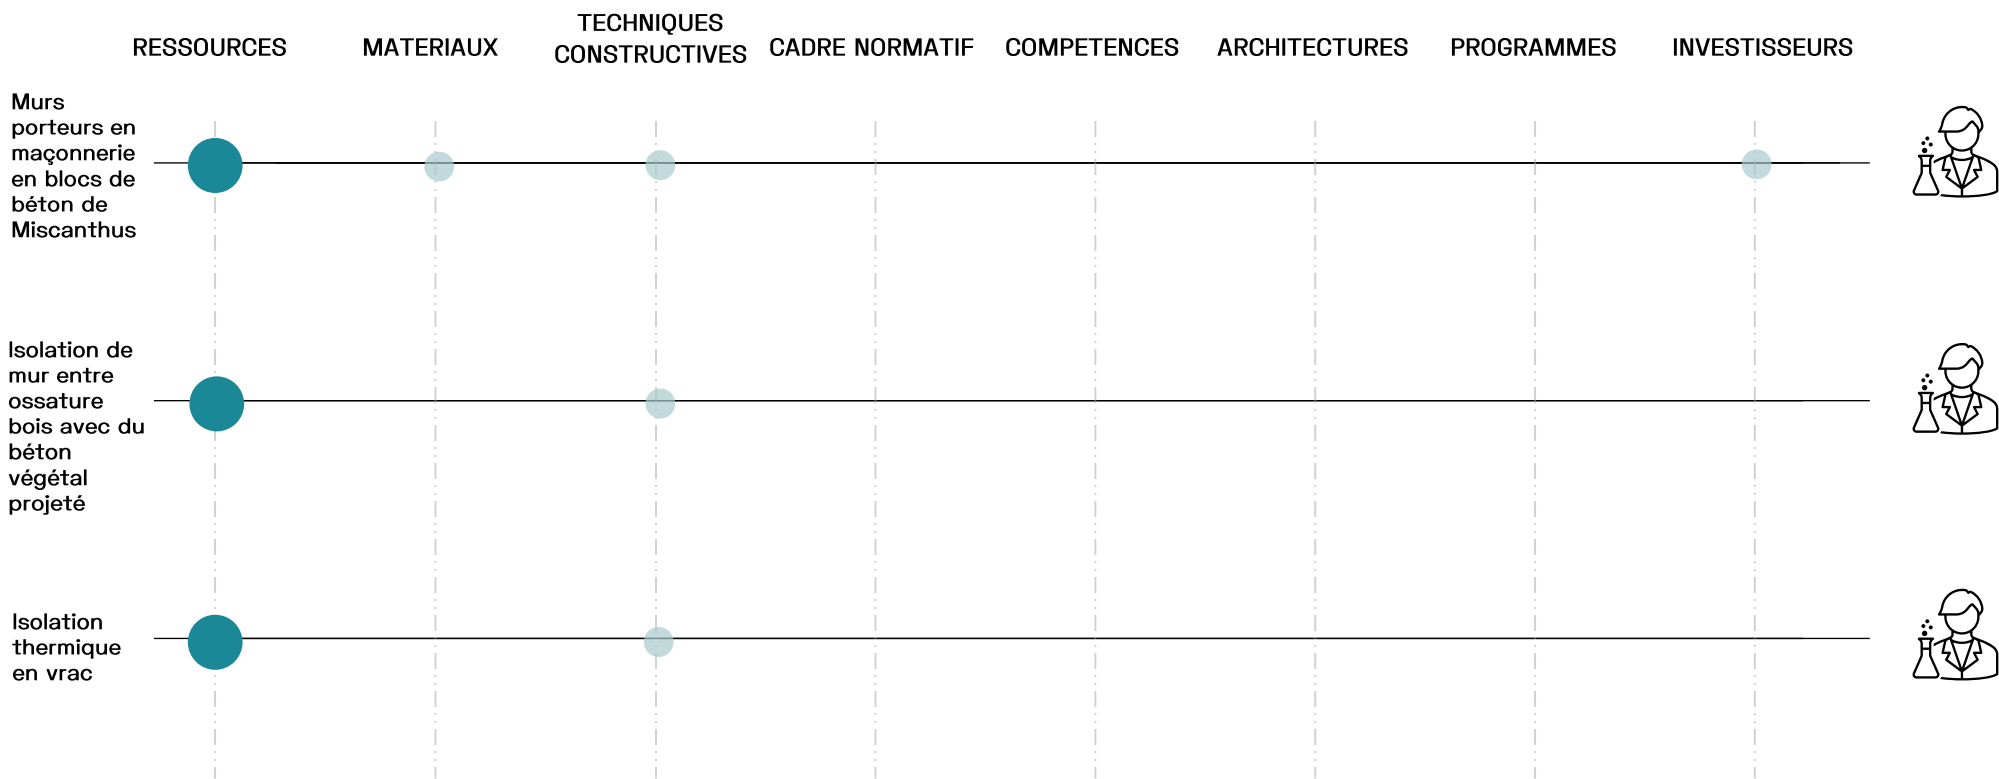 RESSOURCES
MATERIAUX
TECHNIQUES
CONSTRUCTIVES
CADRE NORMATIF
COMPETENCES
ARCHITECTURES
PROGRAMMES
INVESTISSEURS
Murs
porteurs en
maçonnerie
en blocs de
béton de
Miscanthus
Isolation de
mur entre
ossature
bois avec du
béton
végétal
projeté
Isolation
thermique
en vrac